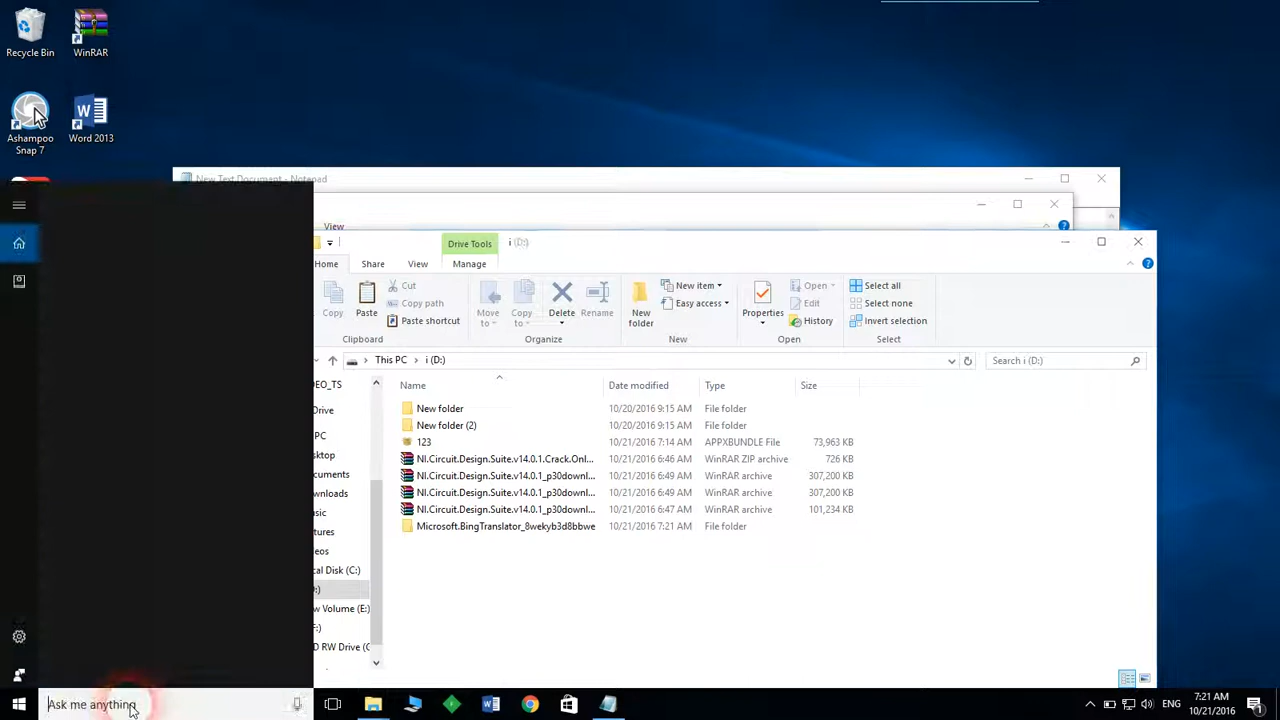 Recycle Bin
WinRAR
Ashampoo
Snap 7
Word 2013
New Text Document - Notepad
View
Drive Tools
i (D:)
Home
Share
View
Manage
Copy
Paste
Cut
Copy path
Paste shortcut
Clipboard
Move
to
Copy
to
Delete
Rename
Organize
New
folder
New item
Easy access
New
Properties
Open
Edit
History
Open
Select all
Select none
Invert selection
Select
This PC
i (D:)
Search i (D:)
Name
Date modified
Type
Size
New folder 10/20/2016 9:15 AM File folder
New folder (2) 10/20/2016 9:15 AM File folder
123 10/21/2016 7:14 AM APPXBUNDLE File 73,963 KB
NI.Circuit.Design.Suite.v14.0.1.Crack.Onl... 10/21/2016 6:46 AM WinRAR ZIP archive 726 KB
NI.Circuit.Design.Suite.v14.0.1_p30downl... 10/21/2016 6:49 AM WinRAR archive 307,200 KB
NI.Circuit.Design.Suite.v14.0.1_p30downl... 10/21/2016 6:49 AM WinRAR archive 307,200 KB
NI.Circuit.Design.Suite.v14.0.1_p30downl... 10/21/2016 6:47 AM WinRAR archive 101,234 KB
Microsoft.BingTranslator_8wekyb3d8bbwe 10/21/2016 7:21 AM File folder
DEO_TS
Drive
PC
sktop
ocuments
wnloads
sic
tures
eos
cal Disk (C:)
:)
w Volume (E:)
F:)
D RW Drive (
Ask me anything
ENG
7:21 AM
10/21/2016